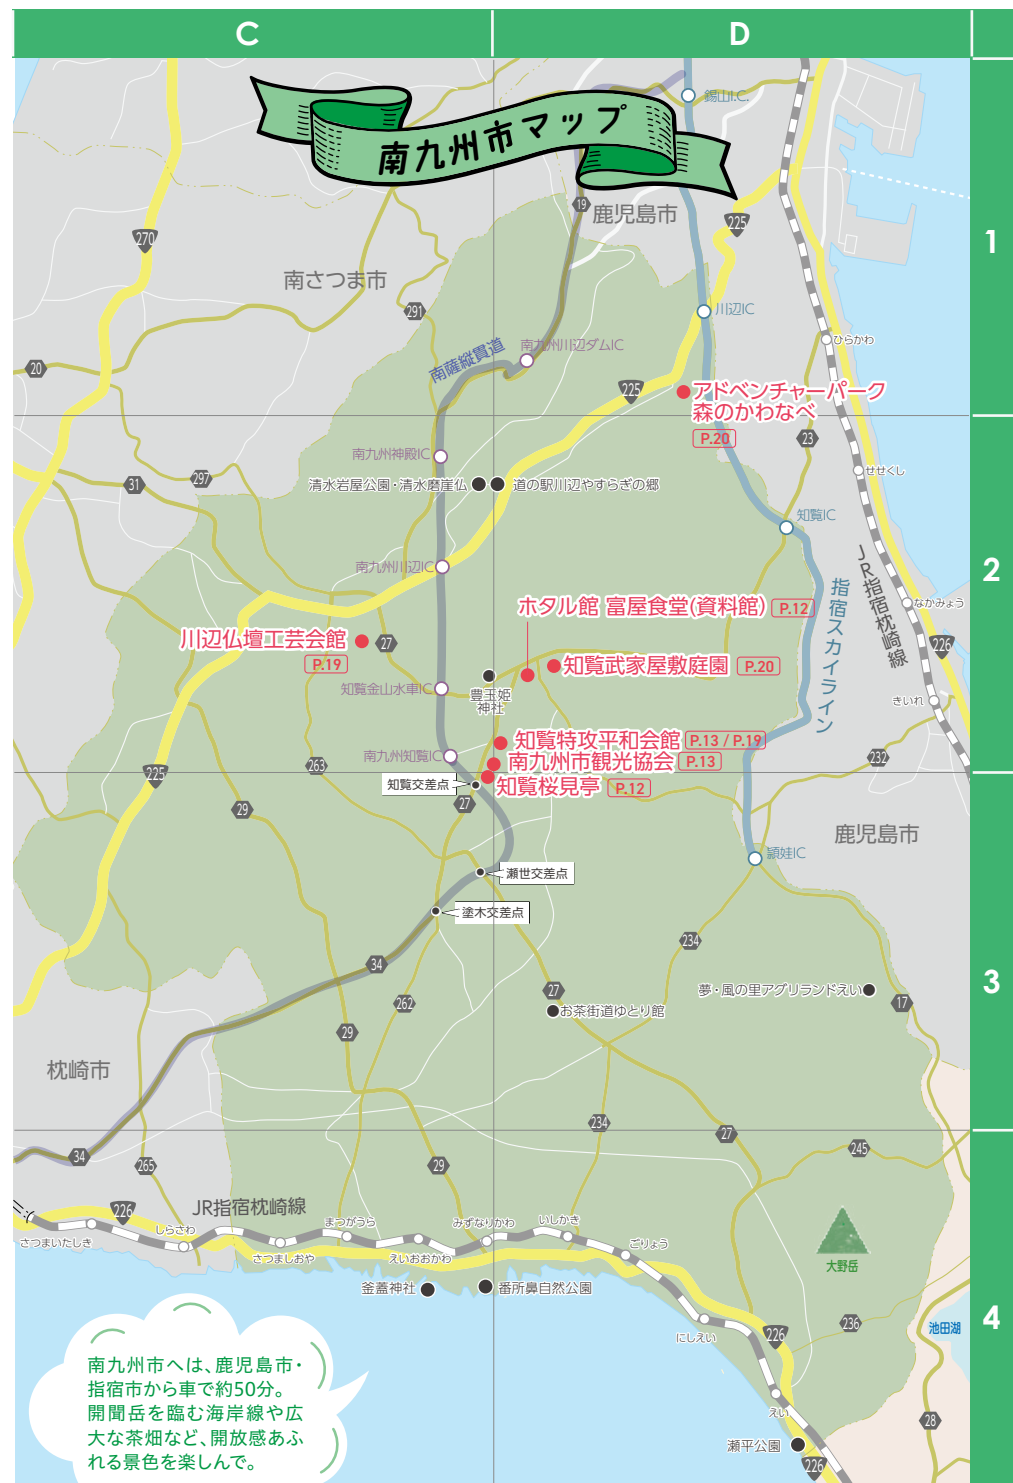 C
D
1
2
3
4
南九州市マップ
錫山I.C.
19
鹿児島市
225
270
南さつま市
291
川辺IC
ひらかわ
南九州川辺ダムIC
南薩縦貫道
20
225
アドベンチャーパーク
森のかわなべ
P.20
23
南九州神殿IC
せせくし
297
31
清水岩屋公園・清水磨崖仏
道の駅川辺やすらぎの郷
知覧IC
JR指宿枕崎線
南九州川辺IC
指宿スカイライン
なかみょう
ホタル館 富屋食堂(資料館)
P.12
226
川辺仏壇工芸会館
P.19
27
知覧武家屋敷庭園
P.20
知覧金山水車IC
豊玉姫
神社
きいれ
知覧特攻平和会館
P.13 / P.19
南九州知覧IC
南九州市観光協会
P.13
232
263
225
知覧交差点
知覧桜見亭
P.12
27
29
鹿児島市
頴娃IC
瀬世交差点
塗木交差点
234
34
夢・風の里アグリランドえい
27
262
17
お茶街道ゆとり館
29
枕崎市
234
27
245
34
265
29
JR指宿枕崎線
226
しらさわ
まつがうら
みずなりかわ
いしかき
さつまいたしき
さつましおや
えいおおかわ
ごりょう
大野岳
釜蓋神社
番所鼻自然公園
236
池田湖
226
にしえい
えい
28
瀬平公園
226
南九州市へは、鹿児島市・
指宿市から車で約50分。
開聞岳を臨む海岸線や広
大な茶畑など、開放感あふ
れる景色を楽しんで。